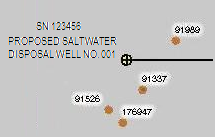 SN 123456
PROPOSED SALTWATER
DISPOSAL WELL NO. 001
91989
91337
91526
176947